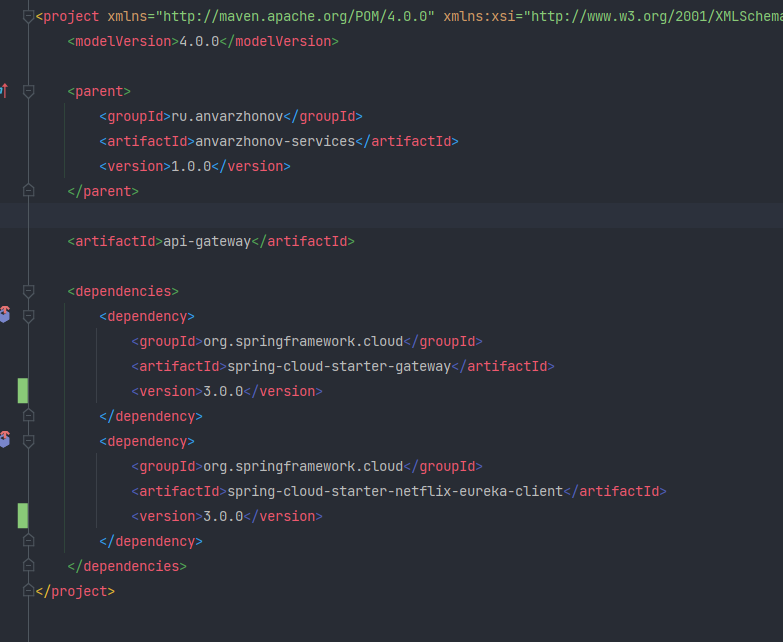 <project xmlns="http://maven.apache.org/POM/4.0.0" xmlns:xsi="http://www.w3.org/2001/XMLSchema
<modelVersion>4.0.0</modelVersion>
<parent>
<groupId>ru.anvarzhonov</groupId>
<artifactId>anvarzhonov-services</artifactId>
<version>1.0.0</version>
</parent>
<artifactId>api-gateway</artifactId>
<dependencies>
<dependency>
<groupId>org.springframework.cloud</groupId>
<artifactId>spring-cloud-starter-gateway</artifactId>
<version>3.0.0</version>
</dependency>
<dependency>
<groupId>org.springframework.cloud</groupId>
<artifactId>spring-cloud-starter-netflix-eureka-client</artifactId>
<version>3.0.0</version>
</dependency>
</dependencies>
</project>